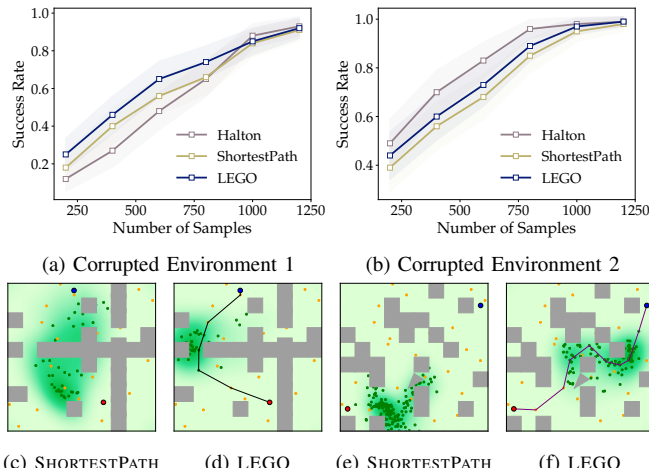 1.0
0.8
0.6
0.4
0.2
Success Rate
Halton
ShortestPath
LEGO
250
500
750
1000
1250
Number of Samples
1.0
0.8
0.6
0.4
Success Rate
Halton
ShortestPath
LEGO
250
500
750
1000
1250
Number of Samples
(a) Corrupted Environment 1
(b) Corrupted Environment 2
(c) SHORTESTPATH
(d) LEGO
(e) SHORTESTPATH
(f) LEGO